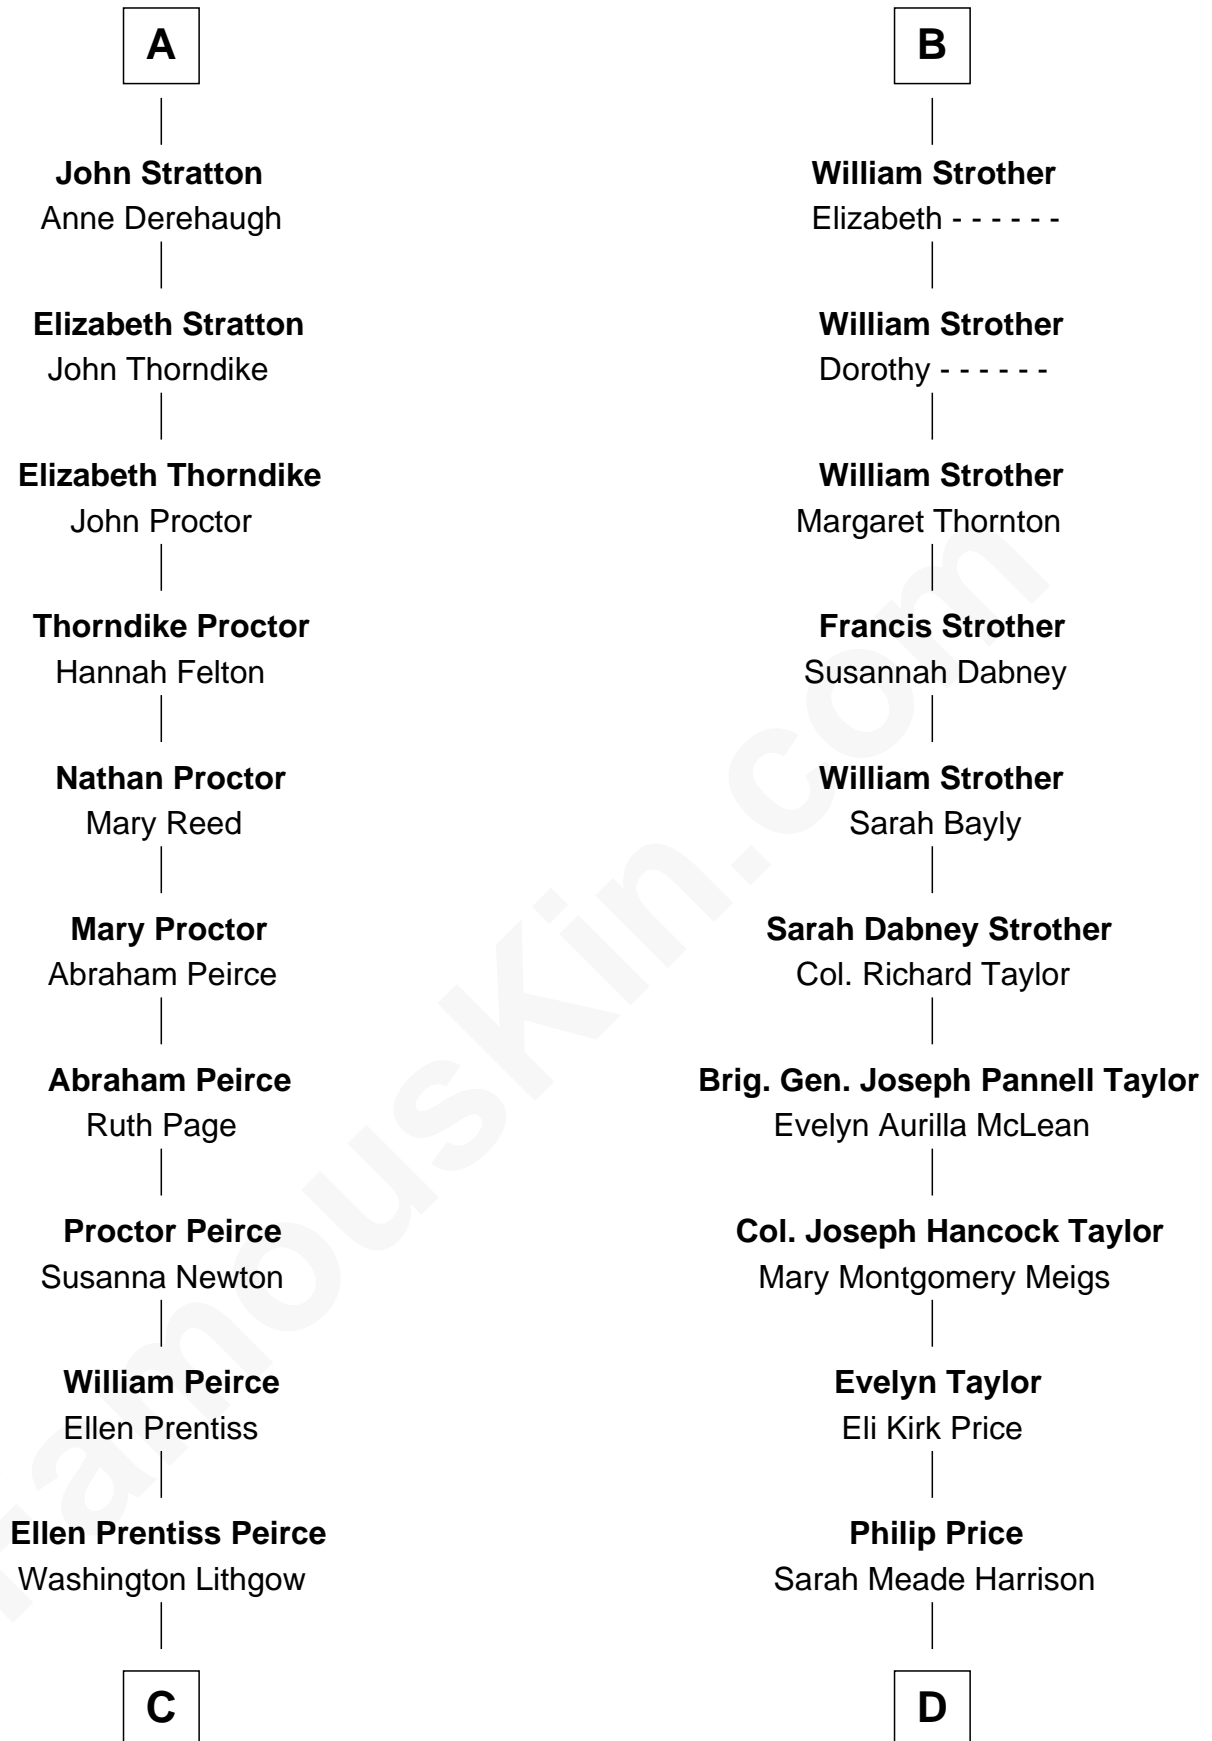 A
John Stratton
Anne Derehaugh
Elizabeth Stratton
John Thorndike
Elizabeth Thorndike
John Proctor
Thorndike Proctor
Hannah Felton
Nathan Proctor
Mary Reed
Mary Proctor
Abraham Peirce
Abraham Peirce
Ruth Page
Proctor Peirce
Susanna Newton
William Peirce
Ellen Prentiss
Ellen Prentiss Peirce
Washington Lithgow
C
B
William Strother
Elizabeth - - - - - -
William Strother
Dorothy - - - - - -
William Strother
Margaret Thornton
Francis Strother
Susannah Dabney
William Strother
Sarah Bayly
Sarah Dabney Strother
Col. Richard Taylor
Brig. Gen. Joseph Pannell Taylor
Evelyn Aurilla McLean
Col. Joseph Hancock Taylor
Mary Montgomery Meigs
Evelyn Taylor
Eli Kirk Price
Philip Price
Sarah Meade Harrison
D
FamousKin.com